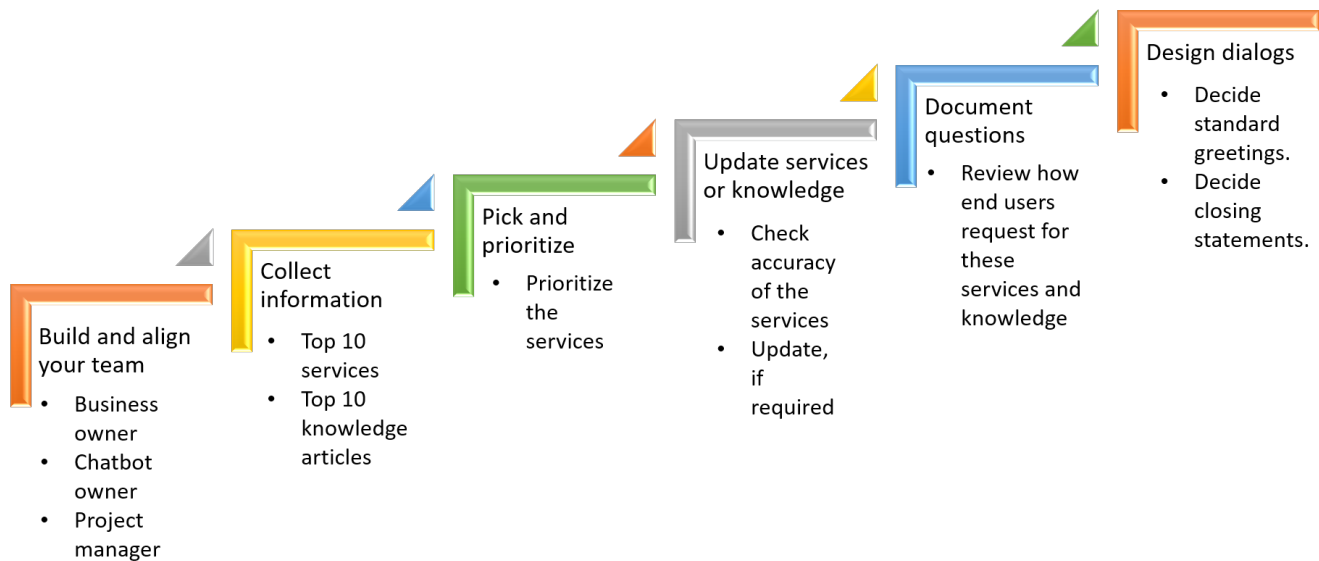 Build and align
your team
• Business
owner
• Chatbot
owner
• Project
manager
Collect
information
• Top 10
services
• Top 10
knowledge
articles
Pick and
prioritize
• Prioritize
the
services
Update services
or knowledge
• Check
accuracy
of the
services
• Update,
if
required
Document
questions
• Review how
end users
request for
these
services and
knowledge
Design dialogs
• Decide
standard
greetings.
• Decide
closing
statements.